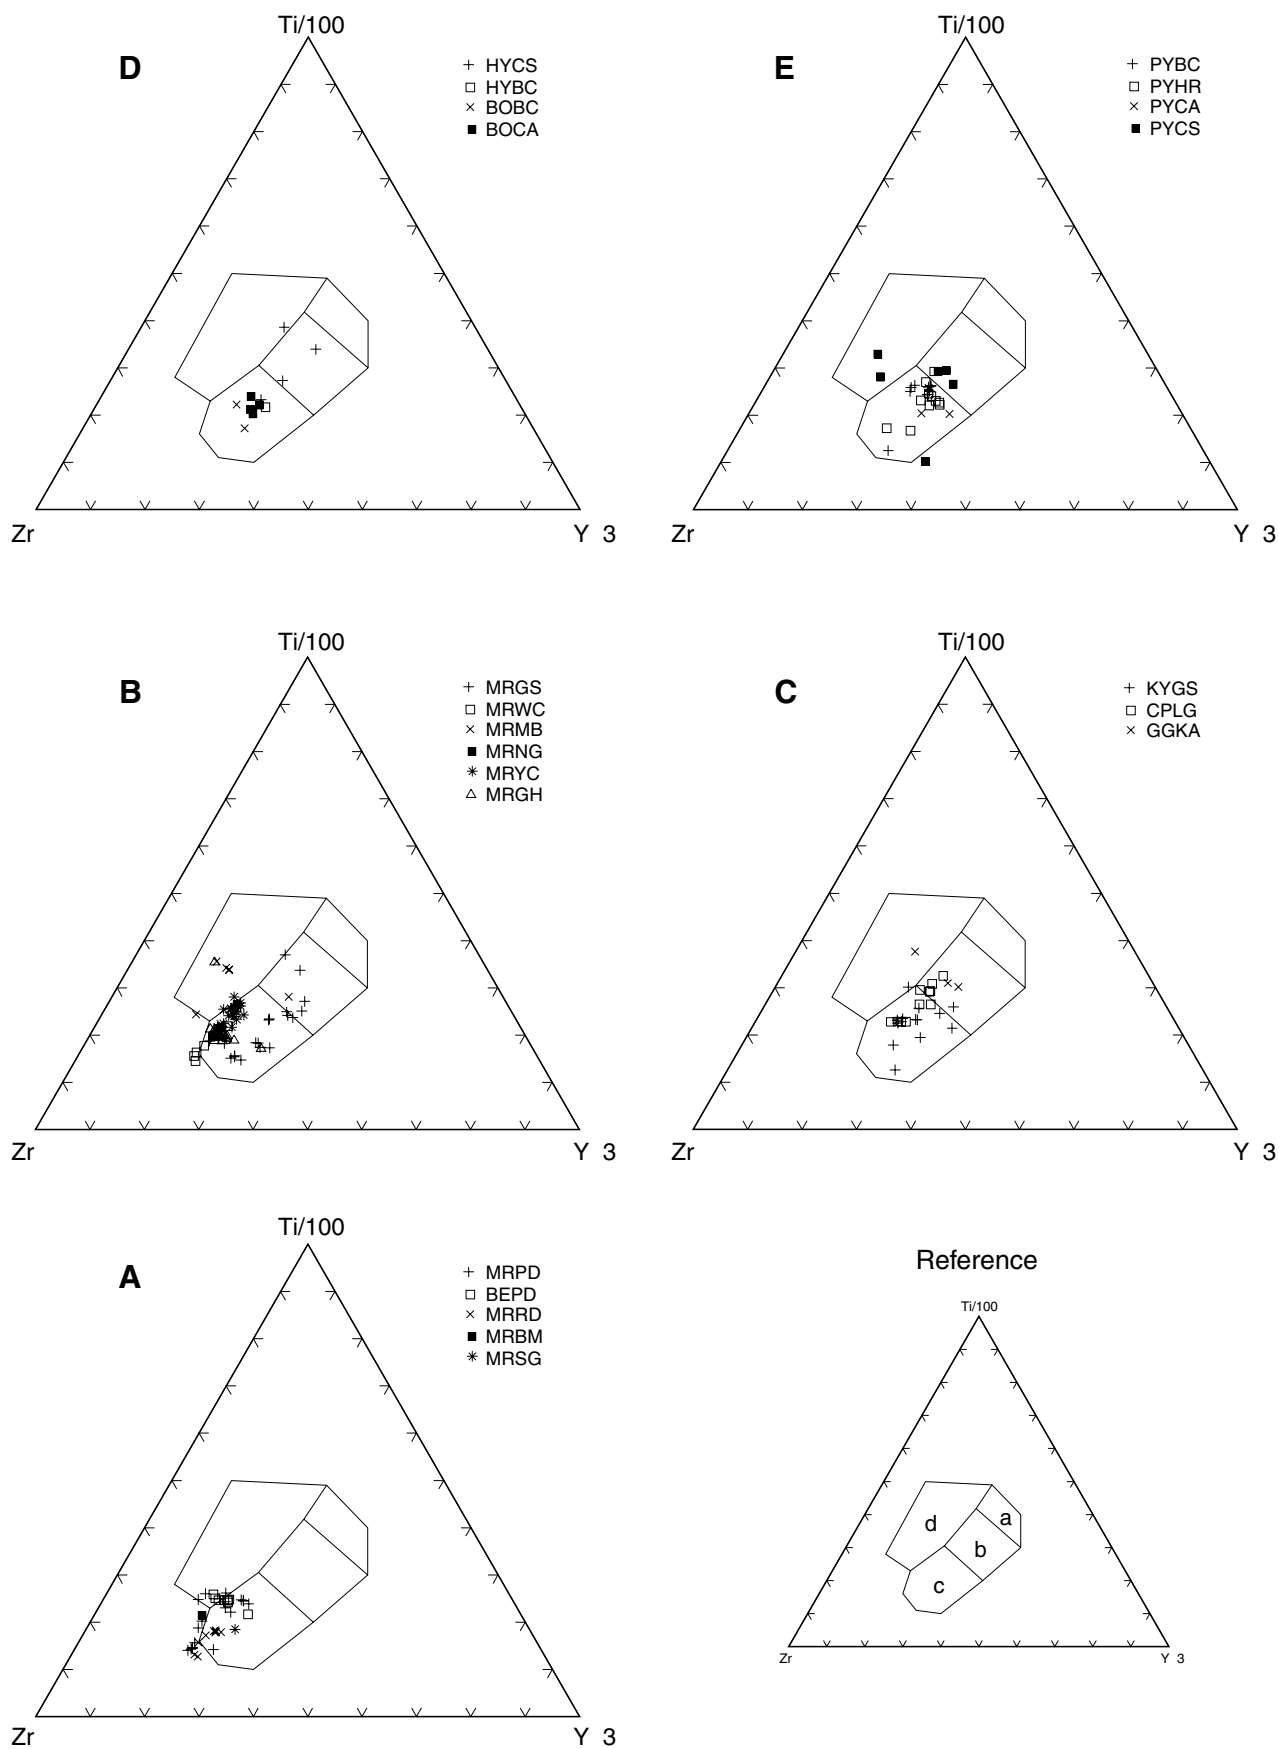 Ti/100
D
HYCS
HYBC
BOBC
BOCA
Zr
Y 3
Ti/100
E
PYBC
PYHR
PYCA
PYCS
Zr
Y 3
Ti/100
B
MRGS
MRWC
MRMB
MRNG
MRYC
MRGH
Zr
Y 3
Ti/100
C
KYGS
CPLG
GGKA
Zr
Y 3
Ti/100
A
MRPD
BEPD
MRRD
MRBM
MRSG
Zr
Y 3
Reference
Ti/100
d
a
b
c
Zr
Y 3